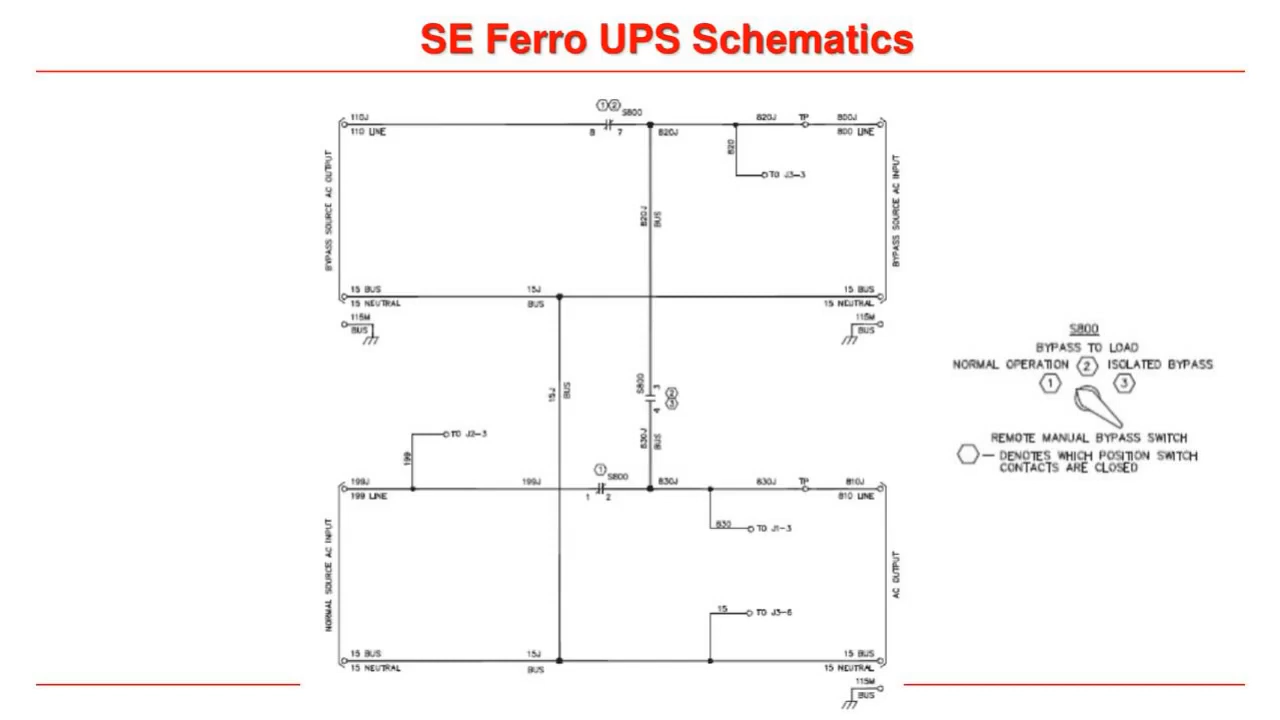 SE Ferro UPS Schematics
110J
110 LINE
1 2 S800
8 7
820J
820J TP 800J
800 LINE
820
TO J3-3
BYPASS SOURCE AC OUTPUT
820J
BUS
BYPASS SOURCE AC INPUT
15 BUS
15 NEUTRAL
15J
BUS
15 BUS
15 NEUTRAL
115M
BUS
115M
BUS
S800
BYPASS TO LOAD
NORMAL OPERATION 2 ISOLATED BYPASS
1 3
REMOTE MANUAL BYPASS SWITCH
— DENOTES WHICH POSITION SWITCH
CONTACTS ARE CLOSED
15J
BUS
S800
3
4
2
3
830J
BUS
TO J2-3
199
199J
199 LINE
199J
1
S800
1 2
830J
830J TP 810J
810 LINE
830
TO J1-3
NORMAL SOURCE AC INPUT
AC OUTPUT
15
TO J3-6
15 BUS
15 NEUTRAL
15J
BUS
15 BUS
15 NEUTRAL
115M
BUS